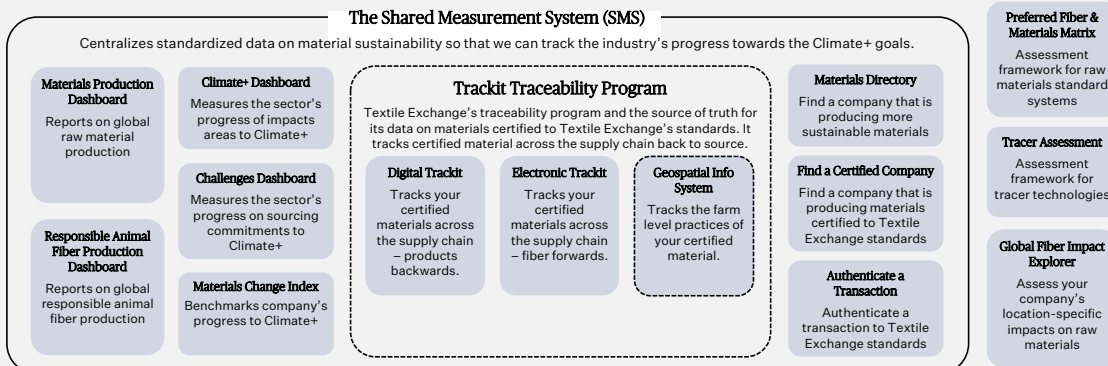 The Shared Measurement System (SMS)
Centralizes standardized data on material sustainability so that we can track the industry's progress towards the Climate+ goals.
Materials Production
Dashboard
Reports on global
raw material
production
Responsible Animal
Fiber Production
Dashboard
Reports on global
responsible animal
fiber production
Climate+ Dashboard
Measures the sector's
progress of impacts
areas to Climate+
Challenges Dashboard
Measures the sector's
progress on sourcing
commitments to
Climate+
Materials Change Index
Benchmarks company's
progress to Climate+
Trackit Traceability Program
Textile Exchange's traceability program and the source of truth for
its data on materials certified to Textile Exchange's standards. It
tracks certified material across the supply chain back to source.
Digital Trackit
Tracks your
certified
materials across
the supply chain
– products
backwards.
Electronic Trackit
Tracks your
certified
materials across
the supply chain
– fiber forwards.
Geospatial Info
System
Tracks the farm
level practices of
your certified
material.
Materials Directory
Find a company that is
producing more
sustainable materials
Find a Certified Company
Find a company that is
producing materials
certified to Textile
Exchange standards
Authenticate a
Transaction
Authenticate a
transaction to Textile
Exchange standards
Preferred Fiber &
Materials Matrix
Assessment
framework for raw
materials standard
systems
Tracer Assessment
Assessment
framework for
tracer technologies
Global Fiber Impact
Explorer
Assess your
company's
location-specific
impacts on raw
materials